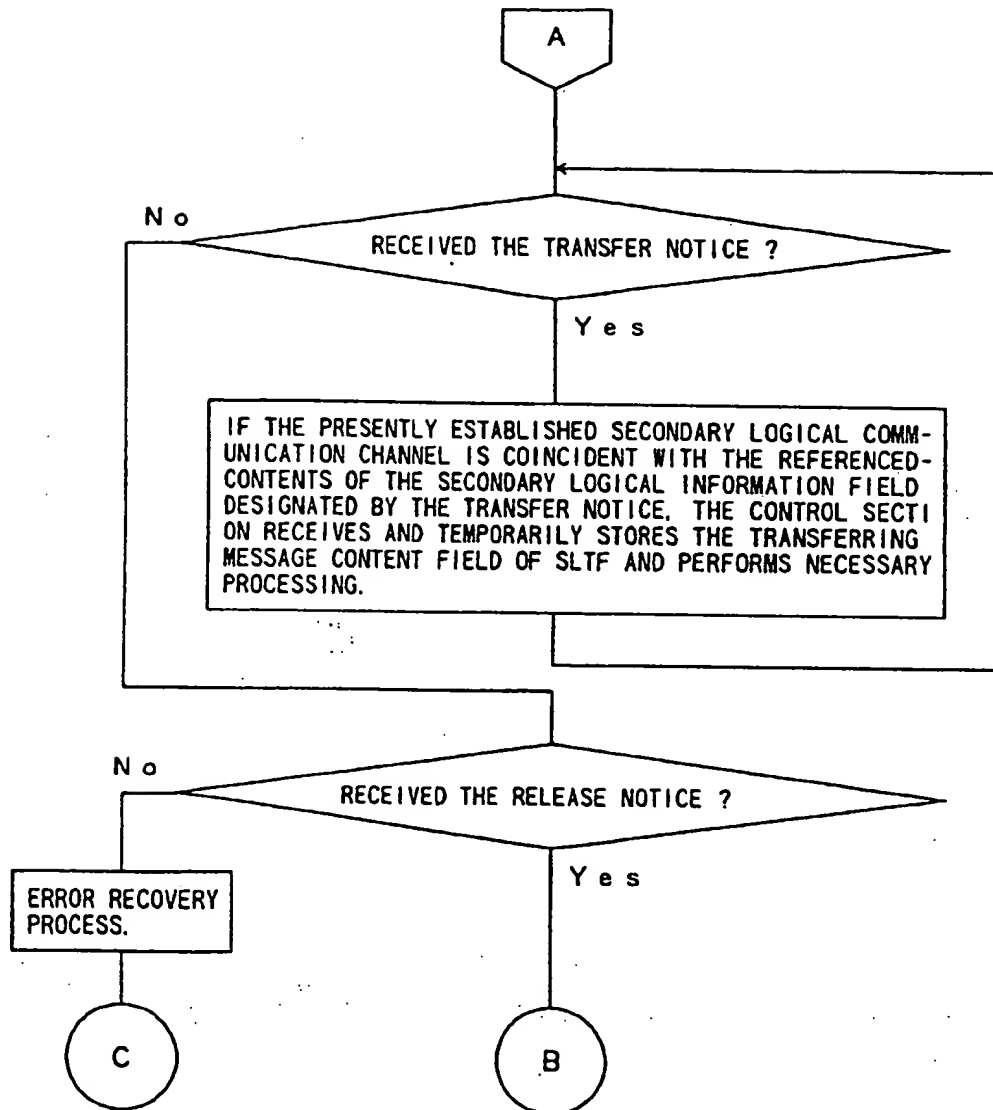 A
No
RECEIVED THE TRANSFER NOTICE ?
Yes
IF THE PRESENTLY ESTABLISHED SECONDARY LOGICAL COMM-
UNICATION CHANNEL IS COINCIDENT WITH THE REFERENCED-
CONTENTS OF THE SECONDARY LOGICAL INFORMATION FIELD
DESIGNATED BY THE TRANSFER NOTICE, THE CONTROL SECTI
ON RECEIVES AND TEMPORARILY STORES THE TRANSFERRING
MESSAGE CONTENT FIELD OF SLTF AND PERFORMS NECESSARY
PROCESSING.
No
RECEIVED THE RELEASE NOTICE ?
Yes
ERROR RECOVERY
PROCESS.
C
B